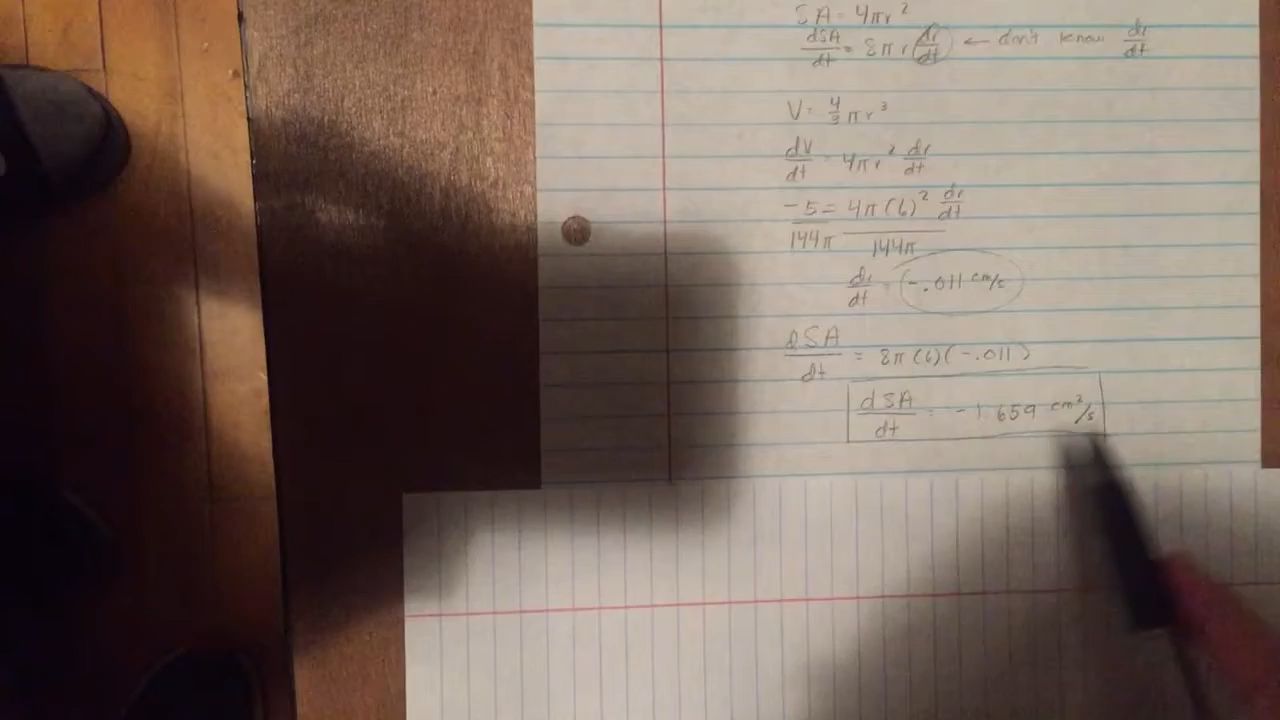 SA = 4πr²
dSA/dt = 8πr(dr/dt) ← don't know dr/dt
V = 4/3 πr³
dV/dt = 4πr² dr/dt
-5/144π = 4π(6)² dr/dt /144π
dr/dt = -.011 cm/s
dSA/dt = 8π(6)(-.011)
dSA/dt = -1.659 cm²/s